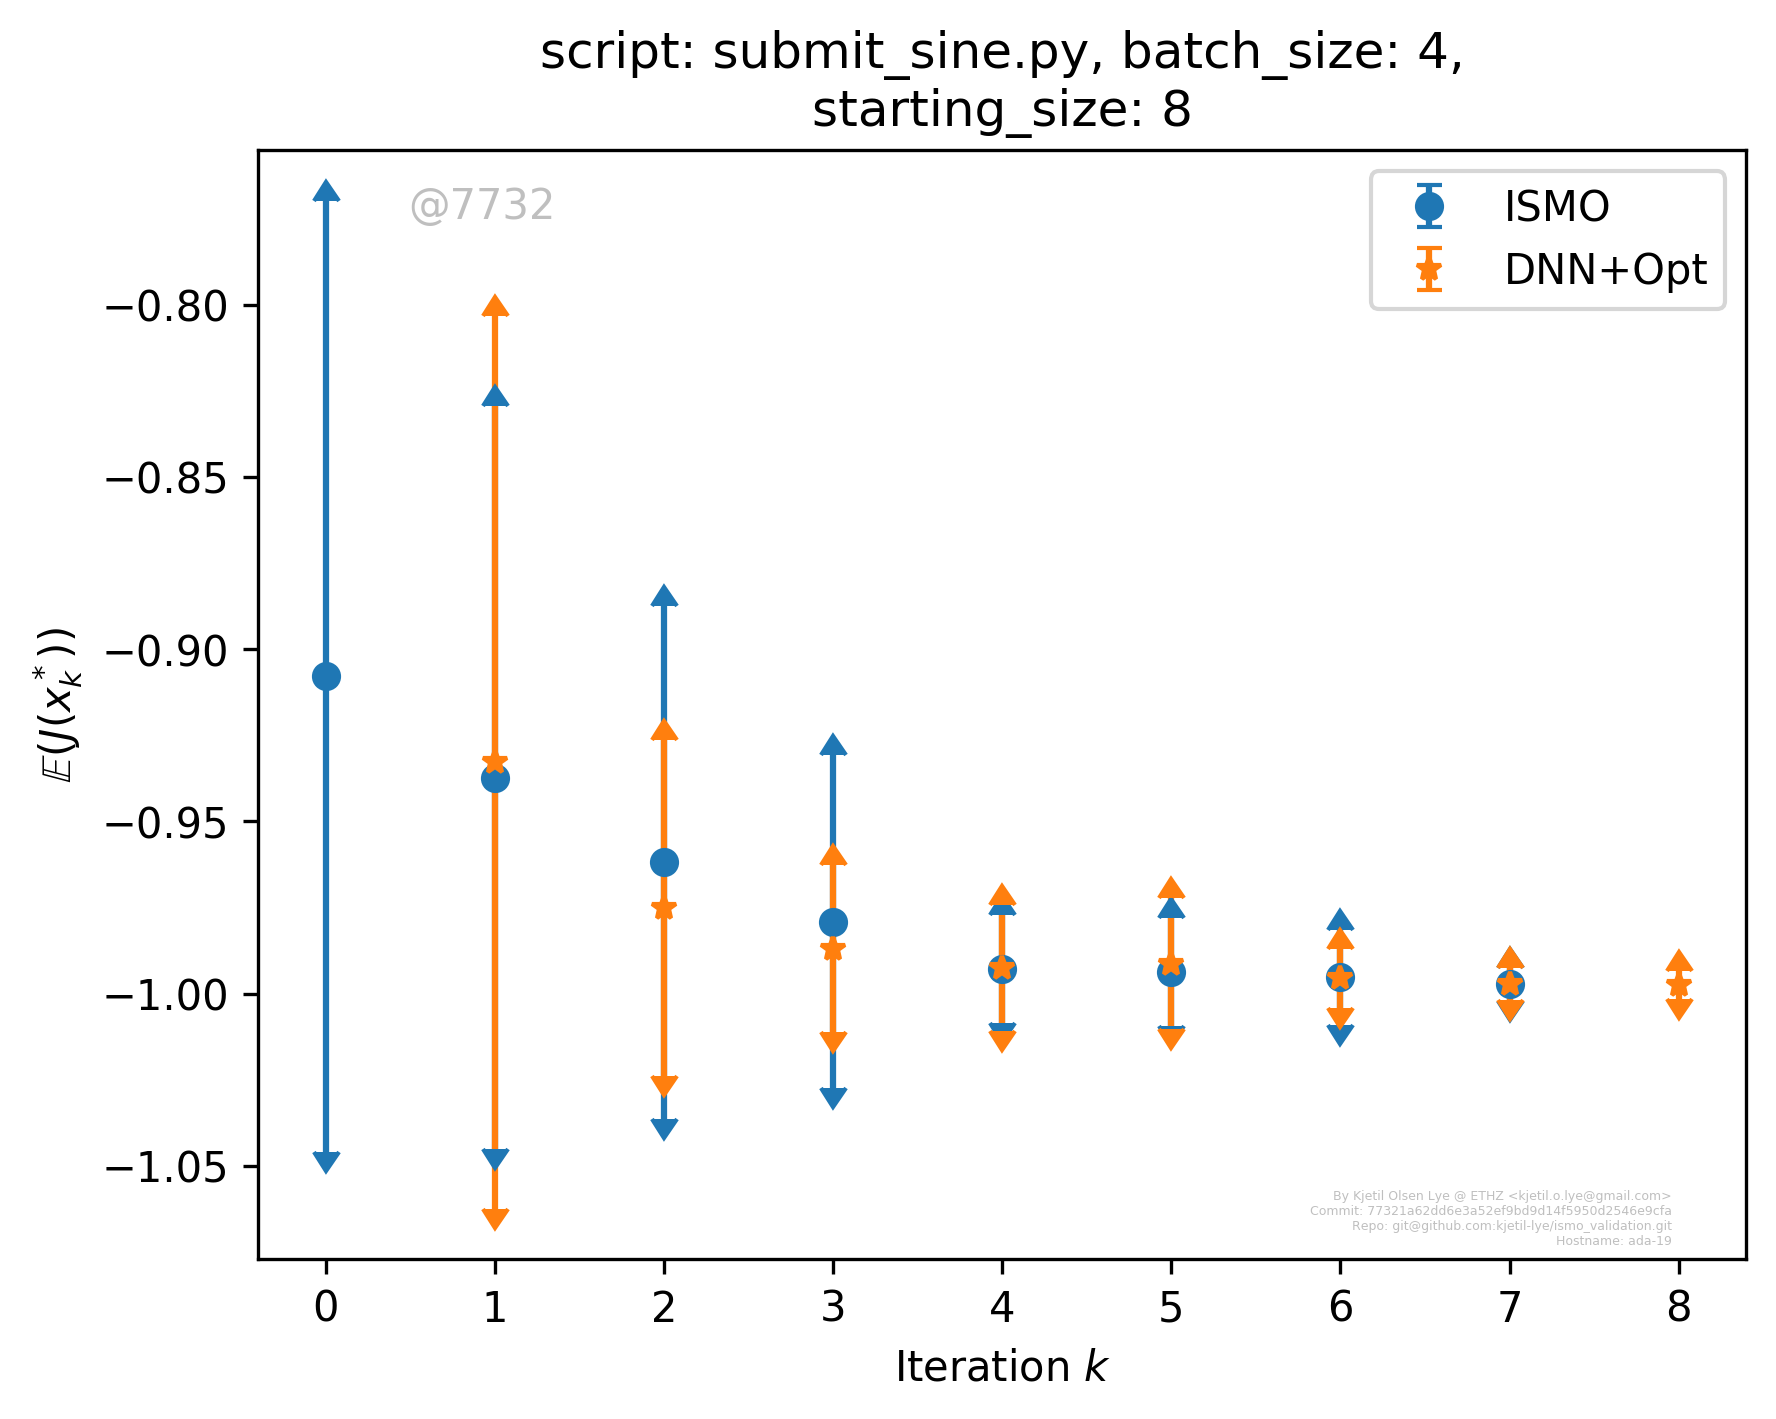 script: submit_sine.py, batch_size: 4,
starting_size: 8
@7732
ISMO
DNN+Opt
−0.80
−0.85
−0.90
−0.95
−1.00
−1.05
𝔼(J(x*k))
0 1 2 3 4 5 6 7 8
Iteration k
By Kjetil Olsen Lye @ ETHZ <kjetil.o.lye@gmail.com>
Commit: 77321a62dd6e3a52ef9bd9d14f5950d2546e9cfa
Repo: git@github.com:kjetil-lye/ismo_validation.git
Hostname: ada-19